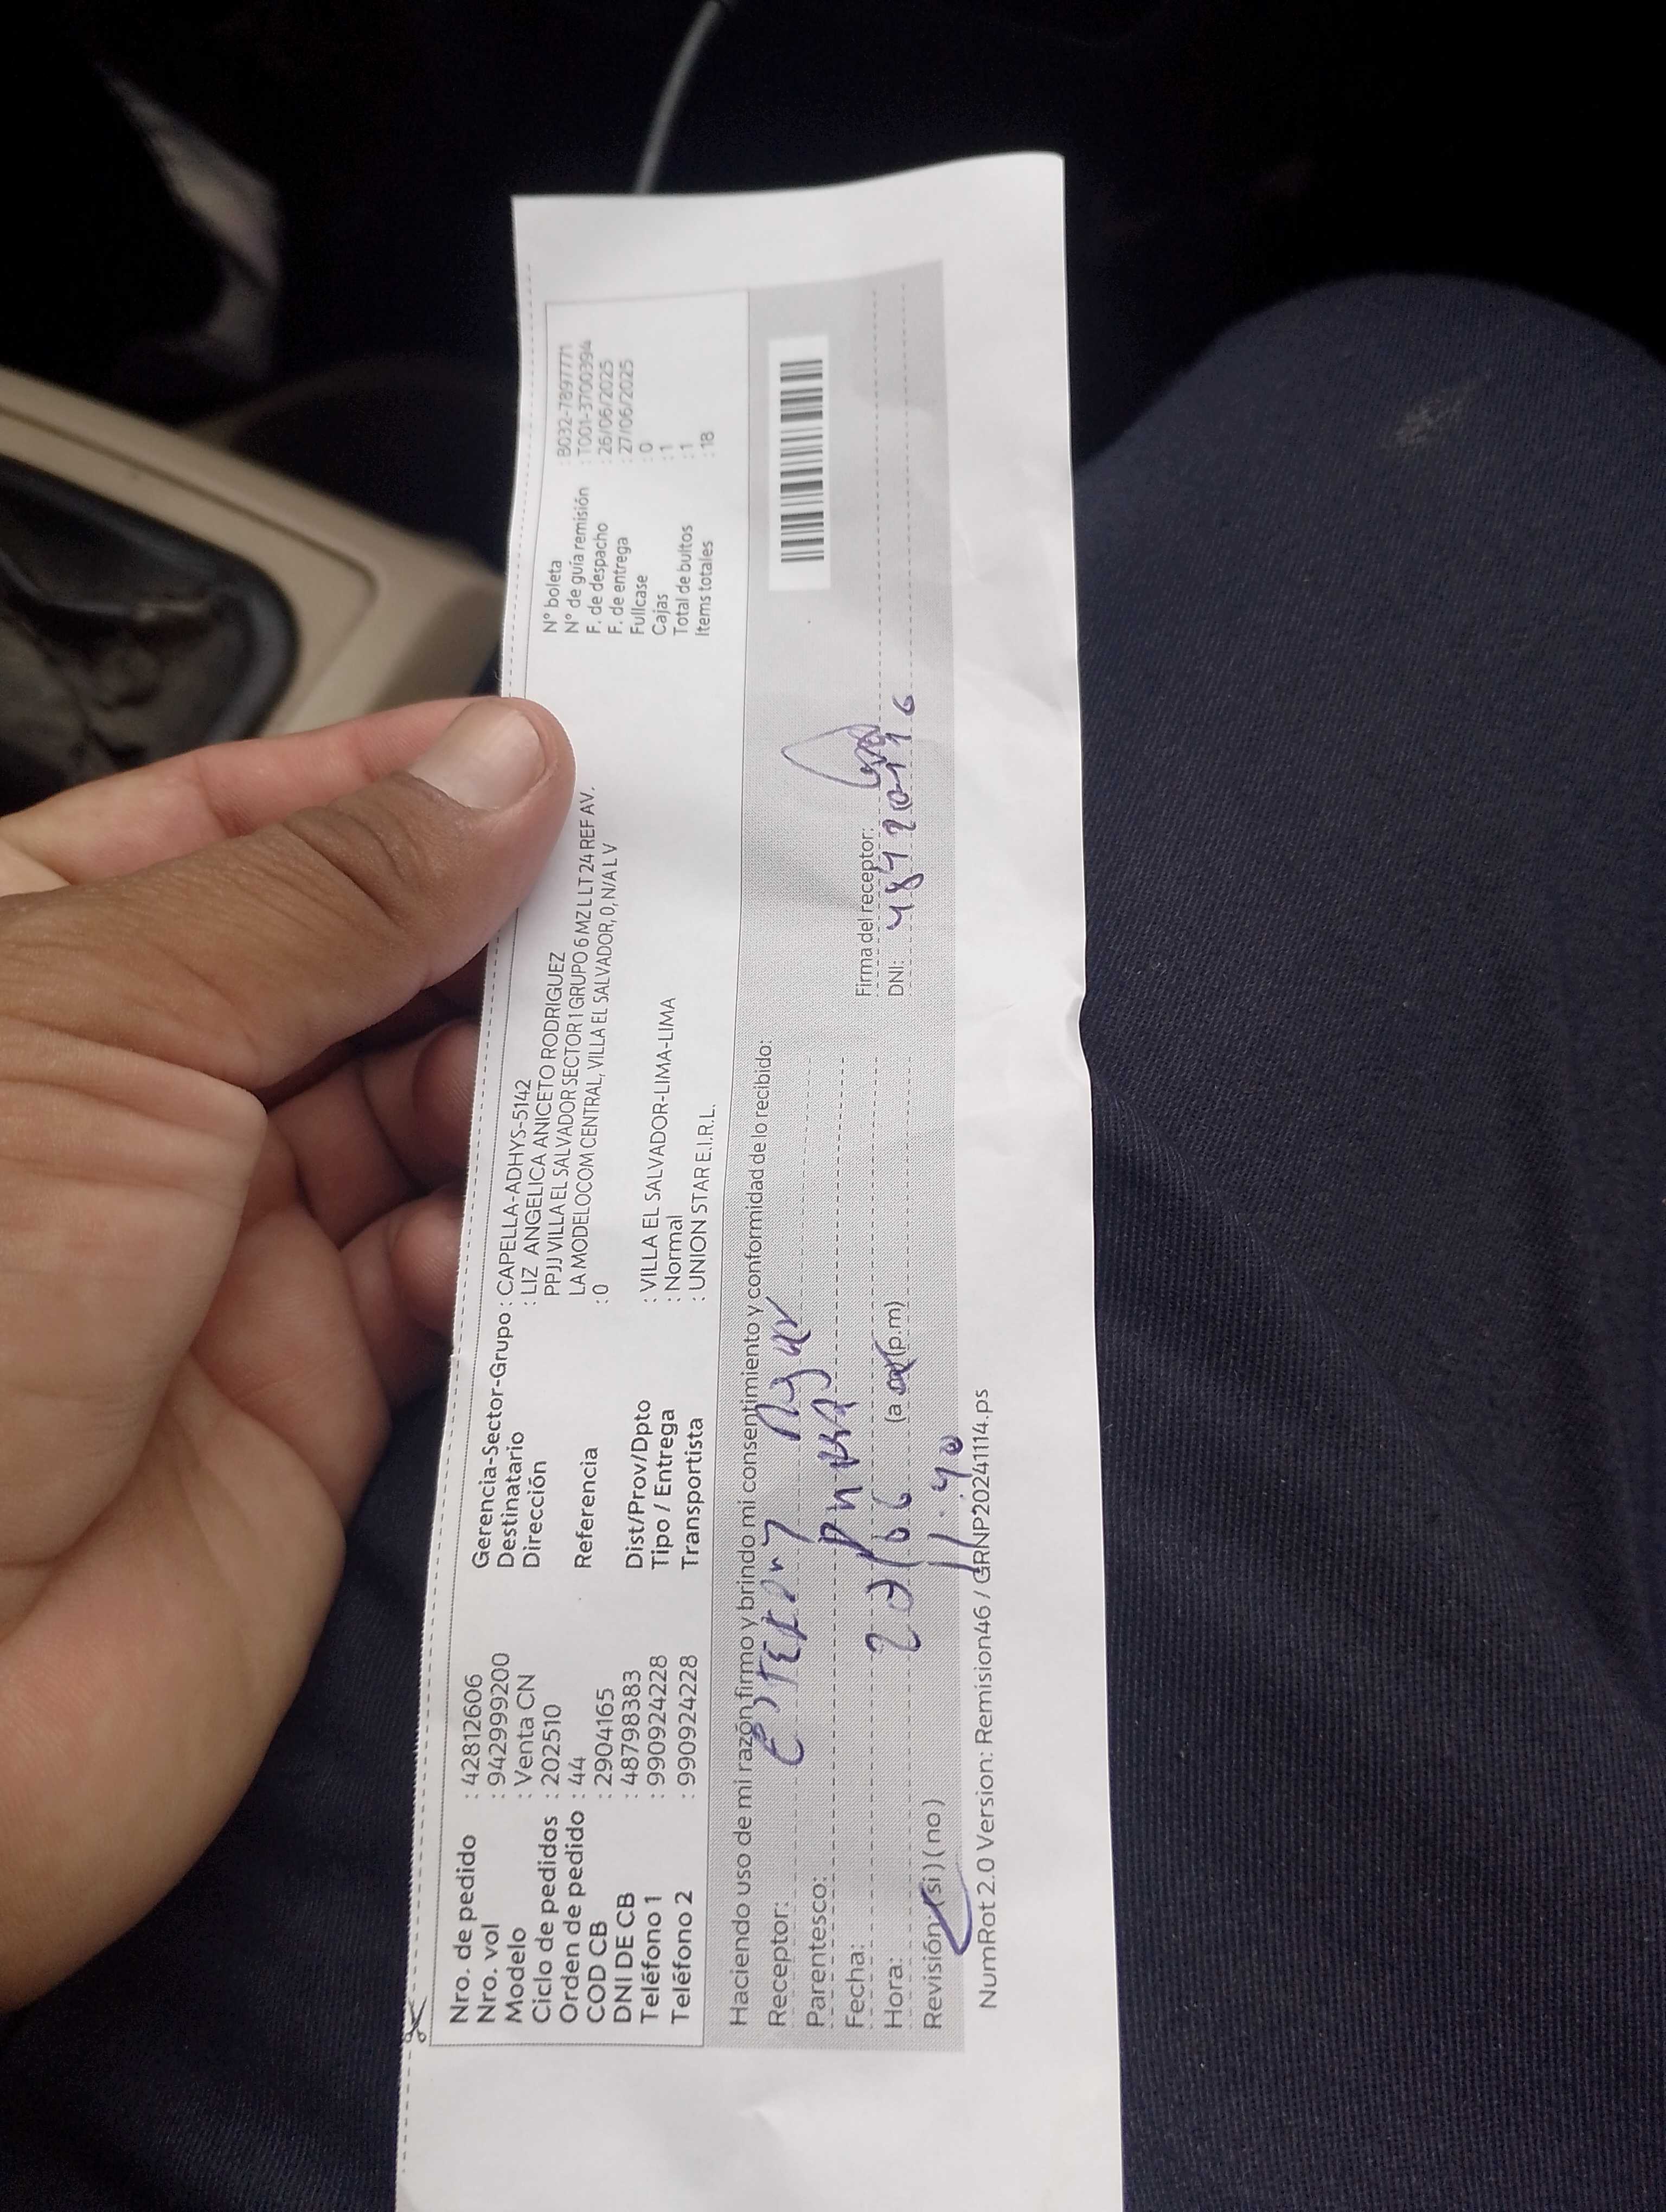 Nro. de pedido : 42812606
Nro. vol : 942999200
Modelo : Venta CN
Ciclo de pedidos : 202510
Orden de pedido : 44
COD CB : 2904165
DNI DE CB : 48798383
Teléfono 1 : 990924228
Teléfono 2 : 990924228
Gerencia-Sector-Grupo : CAPELLA-ADHYS-5142
Destinatario : LIZ ANGELICA ANICETO RODRIGUEZ
Dirección PPJJ VILLA EL SALVADOR SECTOR 1 GRUPO 6 MZ L LT 24 REF AV.
LA MODELOCOM CENTRAL, VILLA EL SALVADOR, 0, N/A L V
Referencia : 0
Dist/Prov/Dpto : VILLA EL SALVADOR-LIMA-LIMA
Tipo / Entrega : Normal
Transportista : UNION STAR E.I.R.L.
N° boleta : B032-7897771
N° de guía remisión : T001-3700394
F. de despacho : 26/06/2025
F. de entrega : 27/06/2025
Fullcase : 0
Cajas : 1
Total de bultos : 1
Items totales : 18
Haciendo uso de mi razón firmo y brindo mi consentimiento y conformidad de lo recibido:
Receptor:
Parentesco:
Fecha:
Hora: 11:40 (p.m)
Revisión: (si) (no)
Firma del receptor:
DNI:
NumRot 2.0 Version: Remision46 / GRNP20241114.ps